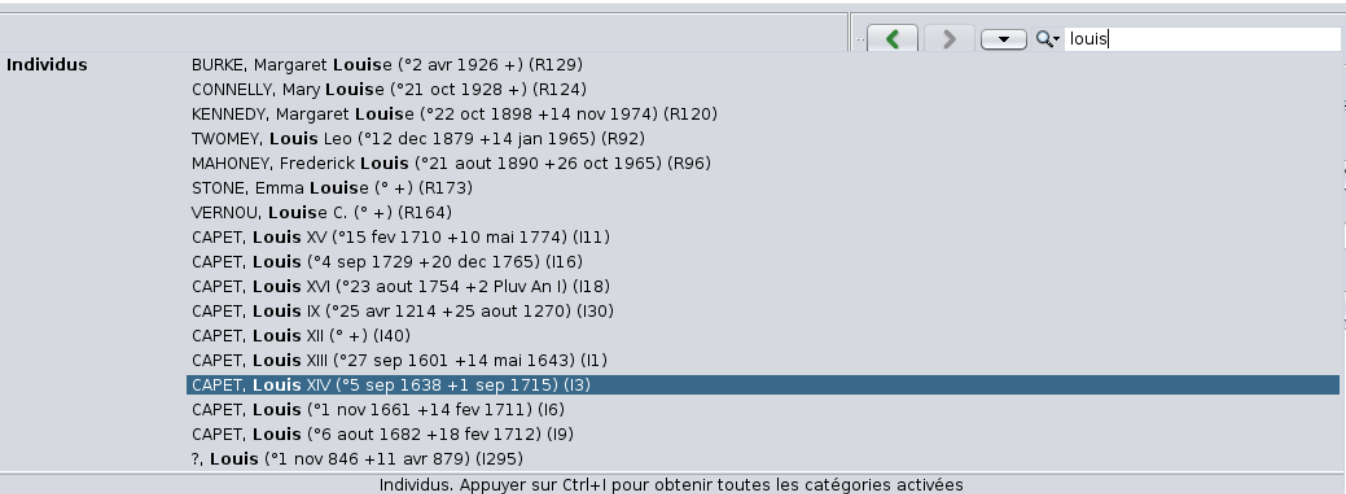 louis
Individus
BURKE, Margaret Louise (°2 avr 1926 +) (R129)
CONNELLY, Mary Louise (°21 oct 1928 +) (R124)
KENNEDY, Margaret Louise (°22 oct 1898 +14 nov 1974) (R120)
TWOMEY, Louis Leo (°12 dec 1879 +14 jan 1965) (R92)
MAHONEY, Frederick Louis (°21 aout 1890 +26 oct 1965) (R96)
STONE, Emma Louise (° +) (R173)
VERNOU, Louise C. (° +) (R164)
CAPET, Louis XV (°15 fev 1710 +10 mai 1774) (I11)
CAPET, Louis (°4 sep 1729 +20 dec 1765) (I16)
CAPET, Louis XVI (°23 aout 1754 +2 Pluv An I) (I18)
CAPET, Louis IX (°25 avr 1214 +25 aout 1270) (I30)
CAPET, Louis XII (° +) (I40)
CAPET, Louis XIII (°27 sep 1601 +14 mai 1643) (I1)
CAPET, Louis XIV (°5 sep 1638 +1 sep 1715) (I3)
CAPET, Louis (°1 nov 1661 +14 fev 1711) (I6)
CAPET, Louis (°6 aout 1682 +18 fev 1712) (I9)
?, Louis (°1 nov 846 +11 avr 879) (I295)
Individus. Appuyer sur Ctrl+I pour obtenir toutes les catégories activées